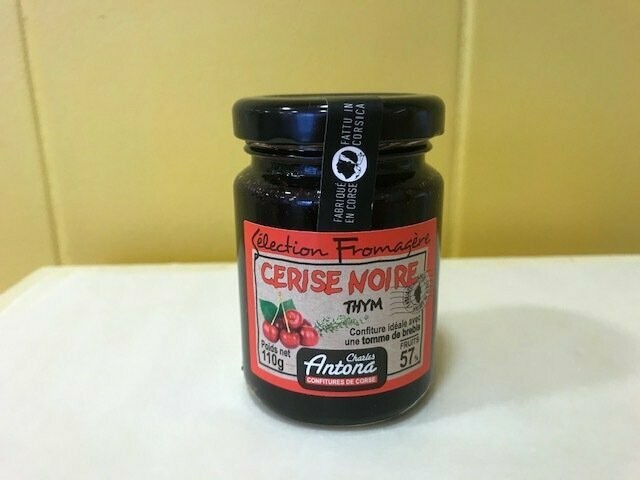 FABRIQUÉ
EN CORSE
FATTU IN
CORSICA
Sélection Fromagère
CERISE NOIRE
THYM
Confiture idéale avec
une tomme de brebis
Poids net
110g
FRUITS
57%
Charles
Antona
CONFITURES DE CORSE